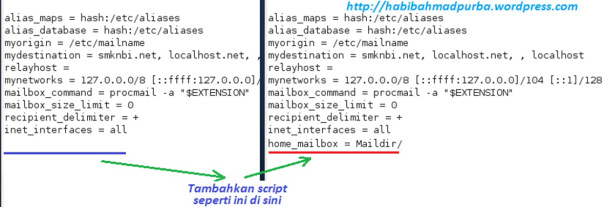 http://habibahmadpurba.wordpress.com
alias_maps = hash:/etc/aliases
alias_database = hash:/etc/aliases
myorigin = /etc/mailname
mydestination = smknbi.net, localhost.net, ,
relayhost =
mynetworks = 127.0.0.0/8 [::ffff:127.0.0.0]/
mailbox_command = procmail -a "$EXTENSION"
mailbox_size_limit = 0
recipient_delimiter = +
inet_interfaces = all
alias_maps = hash:/etc/aliases
alias_database = hash:/etc/aliases
myorigin = /etc/mailname
mydestination = smknbi.net, localhost.net, , localhost
relayhost =
mynetworks = 127.0.0.0/8 [::ffff:127.0.0.0]/104 [::1]/128
mailbox_command = procmail -a "$EXTENSION"
mailbox_size_limit = 0
recipient_delimiter = +
inet_interfaces = all
home_mailbox = Maildir/
Tambahkan script
seperti ini di sini